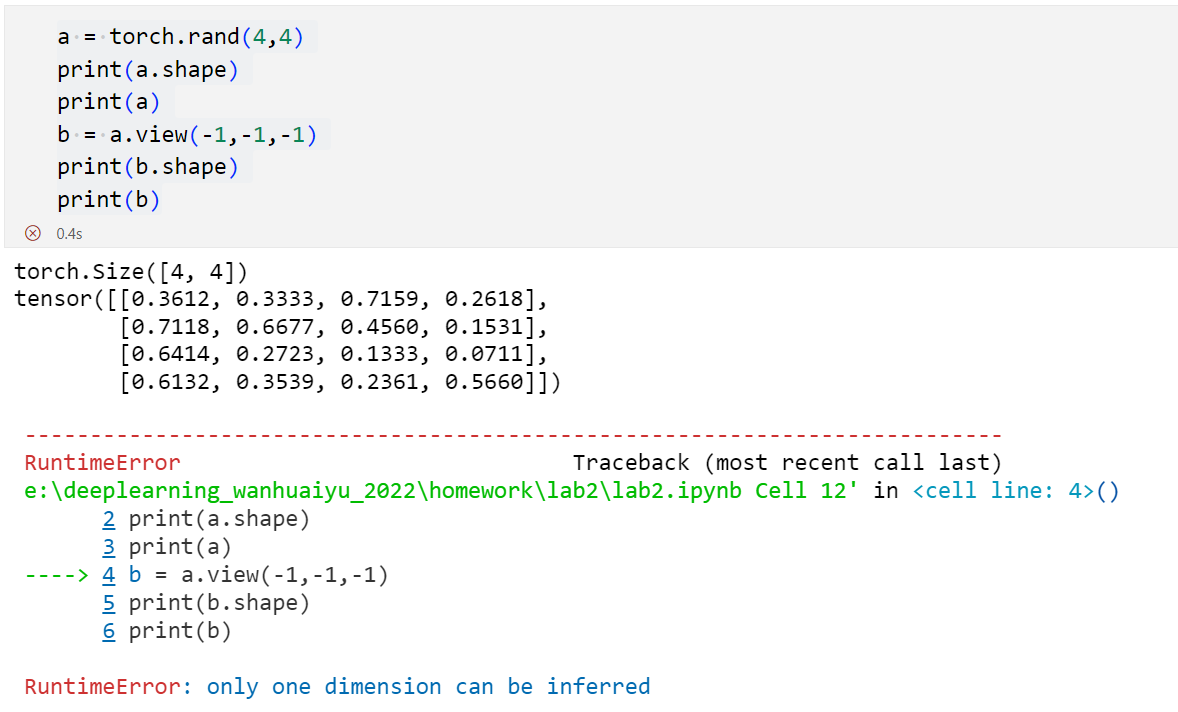 a = torch.rand(4,4)
print(a.shape)
print(a)
b = a.view(-1,-1,-1)
print(b.shape)
print(b)
0.4s
torch.Size([4, 4])
tensor([[0.3612, 0.3333, 0.7159, 0.2618],
        [0.7118, 0.6677, 0.4560, 0.1531],
        [0.6414, 0.2723, 0.1333, 0.0711],
        [0.6132, 0.3539, 0.2361, 0.5660]])
---------------------------------------------------------------------------
RuntimeError                              Traceback (most recent call last)
e:\deeplearning_wanhuaiyu_2022\homework\lab2\lab2.ipynb Cell 12' in <cell line: 4>()
      2 print(a.shape)
      3 print(a)
----> 4 b = a.view(-1,-1,-1)
      5 print(b.shape)
      6 print(b)
RuntimeError: only one dimension can be inferred